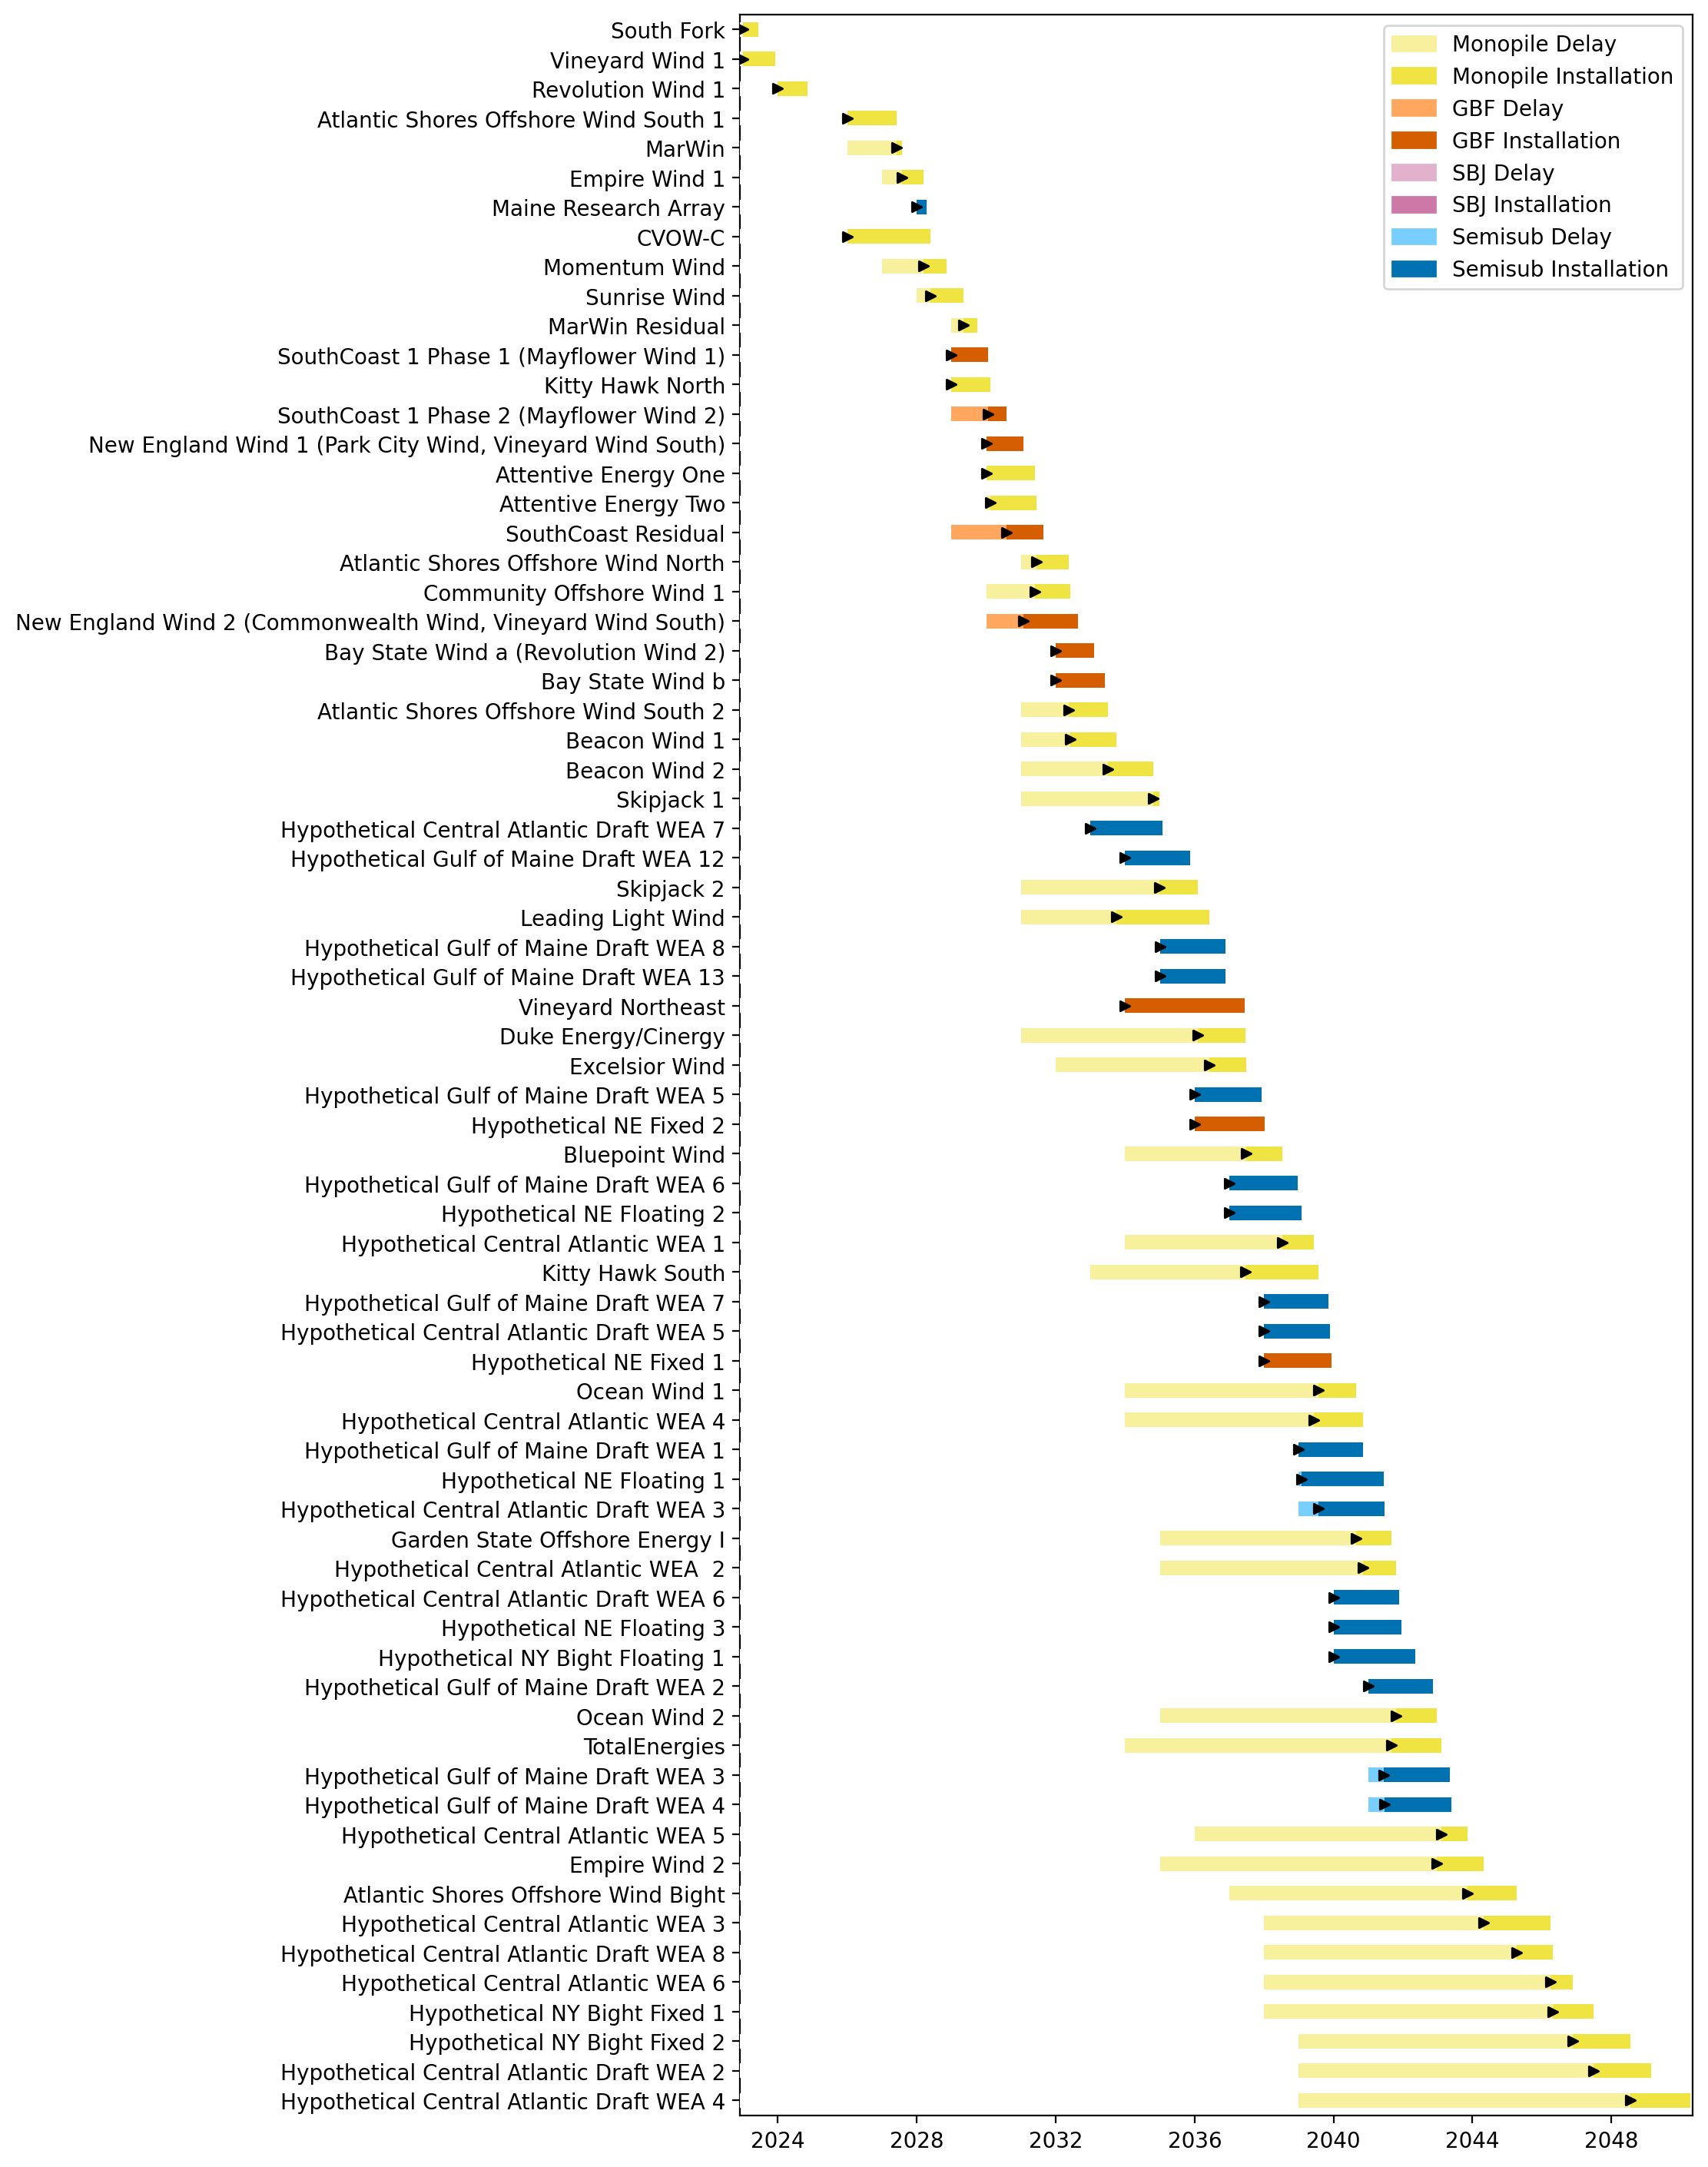 South Fork
Vineyard Wind 1
Revolution Wind 1
Atlantic Shores Offshore Wind South 1
MarWin
Empire Wind 1
Maine Research Array
CVOW-C
Momentum Wind
Sunrise Wind
MarWin Residual
SouthCoast 1 Phase 1 (Mayflower Wind 1)
Kitty Hawk North
SouthCoast 1 Phase 2 (Mayflower Wind 2)
New England Wind 1 (Park City Wind, Vineyard Wind South)
Attentive Energy One
Attentive Energy Two
SouthCoast Residual
Atlantic Shores Offshore Wind North
Community Offshore Wind 1
New England Wind 2 (Commonwealth Wind, Vineyard Wind South)
Bay State Wind a (Revolution Wind 2)
Bay State Wind b
Atlantic Shores Offshore Wind South 2
Beacon Wind 1
Beacon Wind 2
Skipjack 1
Hypothetical Central Atlantic Draft WEA 7
Hypothetical Gulf of Maine Draft WEA 12
Skipjack 2
Leading Light Wind
Hypothetical Gulf of Maine Draft WEA 8
Hypothetical Gulf of Maine Draft WEA 13
Vineyard Northeast
Duke Energy/Cinergy
Excelsior Wind
Hypothetical Gulf of Maine Draft WEA 5
Hypothetical NE Fixed 2
Bluepoint Wind
Hypothetical Gulf of Maine Draft WEA 6
Hypothetical NE Floating 2
Hypothetical Central Atlantic WEA 1
Kitty Hawk South
Hypothetical Gulf of Maine Draft WEA 7
Hypothetical Central Atlantic Draft WEA 5
Hypothetical NE Fixed 1
Ocean Wind 1
Hypothetical Central Atlantic WEA 4
Hypothetical Gulf of Maine Draft WEA 1
Hypothetical NE Floating 1
Hypothetical Central Atlantic Draft WEA 3
Garden State Offshore Energy I
Hypothetical Central Atlantic WEA  2
Hypothetical Central Atlantic Draft WEA 6
Hypothetical NE Floating 3
Hypothetical NY Bight Floating 1
Hypothetical Gulf of Maine Draft WEA 2
Ocean Wind 2
TotalEnergies
Hypothetical Gulf of Maine Draft WEA 3
Hypothetical Gulf of Maine Draft WEA 4
Hypothetical Central Atlantic WEA 5
Empire Wind 2
Atlantic Shores Offshore Wind Bight
Hypothetical Central Atlantic WEA 3
Hypothetical Central Atlantic Draft WEA 8
Hypothetical Central Atlantic WEA 6
Hypothetical NY Bight Fixed 1
Hypothetical NY Bight Fixed 2
Hypothetical Central Atlantic Draft WEA 2
Hypothetical Central Atlantic Draft WEA 4
Monopile Delay
Monopile Installation
GBF Delay
GBF Installation
SBJ Delay
SBJ Installation
Semisub Delay
Semisub Installation
2024 2028 2032 2036 2040 2044 2048